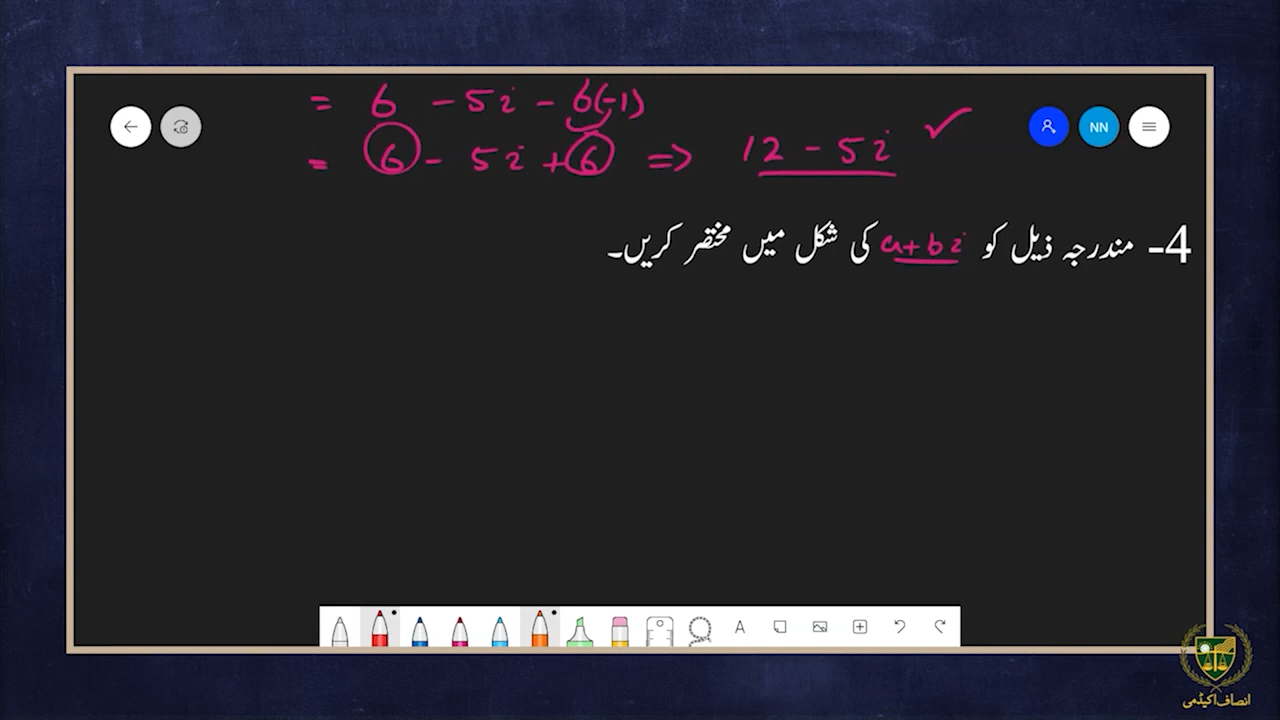 = 6 - 5i - 6(-1)
= 6 - 5i + 6 => 12 - 5i ✓
NN
4- مندرجہ ذیل کو a+bi کی شکل میں مختصر کریں۔
A
انصاف اکیڈمی